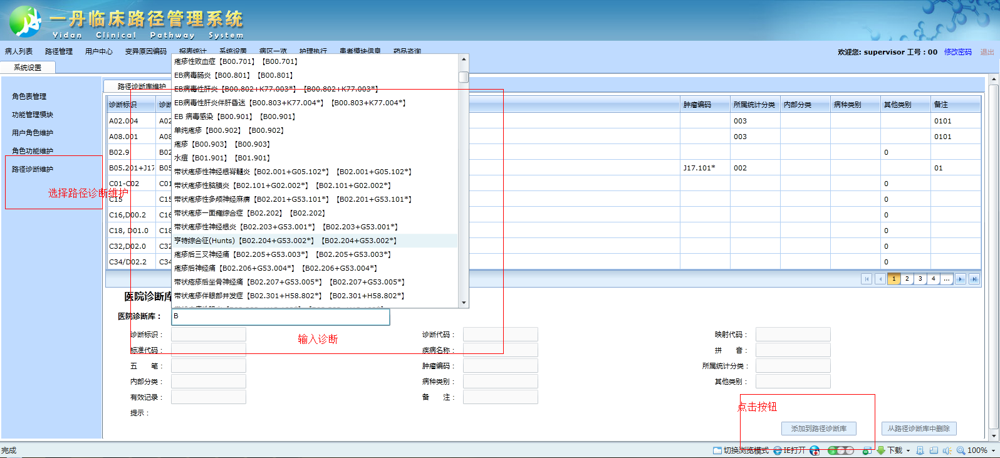 一丹临床路径管理系统
Yidan Clinical Pathway System
病人列表 路径管理 用户中心 变异原因编码 报表统计 系统设置 病区一览 护理执行 患者模块信息 药品咨询
欢迎您: supervisor 工号：00 修改密码 退出
系统设置
角色表管理
功能管理模块
用户角色维护
角色功能维护
路径诊断维护
选择路径诊断维护
路径诊断库维护
诊断标识 诊断 肿瘤编码 所属统计分类 内部分类 病种类别 其他类别 备注
A02.004 A02 003 0101
A08.001 A08 003 0101
B02.9 B02 0
B05.201+J17 B05 J17.101* 002 01
C01-C02 C01 0
C15 C15 0
C16,D00.2 C16 0
C18, D01.0 C18 0
C32,D02.0 C32 0
C34/D02.2 C34 0
1 2 3 4 ...
疱疹性败血症【B00.701】【B00.701】
EB病毒肠炎【B00.801】【B00.801】
EB病毒性肝炎【B00.802+K77.003*】【B00.802+K77.003*】
EB病毒性肝炎伴肝昏迷【B00.803+K77.004*】【B00.803+K77.004*】
EB 病毒感染【B00.901】【B00.901】
单纯疱疹【B00.902】【B00.902】
疱疹【B00.903】【B00.903】
水痘【B01.901】【B01.901】
带状疱疹性神经根脊髓炎【B02.001+G05.102*】【B02.001+G05.102*】
带状疱疹性脑膜炎【B02.101+G02.002*】【B02.101+G02.002*】
带状疱疹性多颅神经麻痹【B02.201+G53.101*】【B02.201+G53.101*】
带状疱疹一面瘫综合症【B02.202】【B02.202】
带状疱疹性神经根炎【B02.203+G53.001*】【B02.203+G53.001*】
亨特综合征(Hunts)【B02.204+G53.002*】【B02.204+G53.002*】
疱疹后三叉神经痛【B02.205+G53.003*】【B02.205+G53.003*】
疱疹后神经痛【B02.206+G53.004*】【B02.206+G53.004*】
带状疱疹后坐骨神经痛【B02.207+G53.005*】【B02.207+G53.005*】
带状疱疹伴眼部并发症【B02.301+H58.802*】【B02.301+H58.802*】
医院诊断库
医院诊断库： B
输入诊断
诊断标识： 诊断代码： 映射代码：
标准代码： 疾病名称： 拼 音：
五 笔： 肿瘤编码： 所属统计分类：
内部分类： 病种类别： 其他类别：
有效记录： 备 注：
提示：
点击按钮
添加到路径诊断库 从路径诊断库中删除
完成 切换浏览模式 IE打开 下载 100%